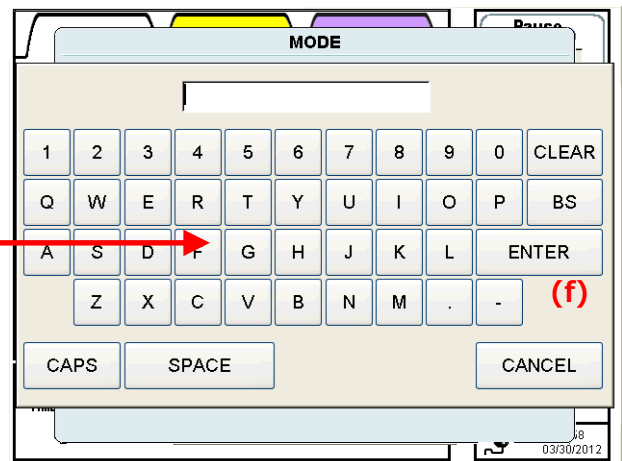 Pause
MODE
1 2 3 4 5 6 7 8 9 0 CLEAR
Q W E R T Y U I O P BS
A S D F G H J K L ENTER
Z X C V B N M . - (f)
CAPS SPACE CANCEL
03/30/2012